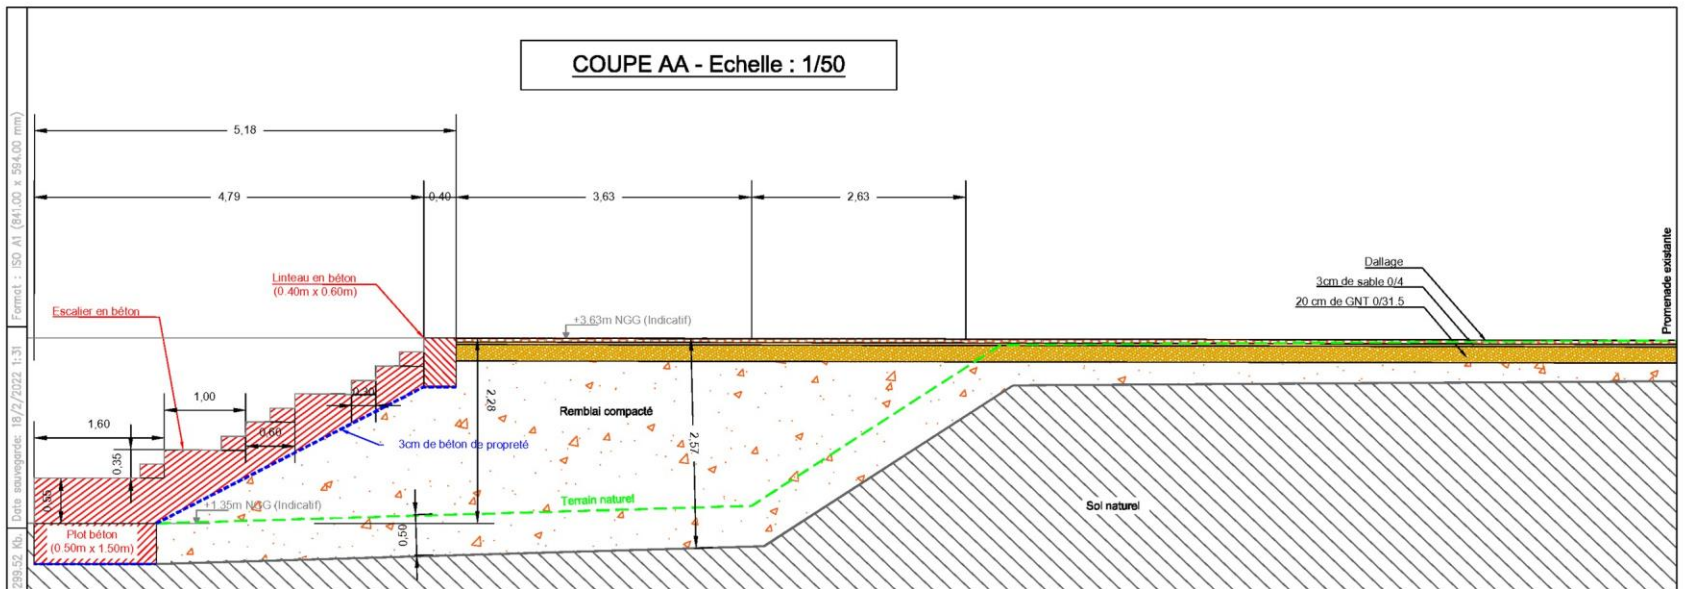 COUPE AA - Echelle : 1/50
Format : ISO A1 (841.00 x 594.00 mm)
Date sauvegarde: 18/2/2022 1:31
299.52 Kb.
5,18
4,79
0,40
3,63
2,63
Linteau en béton
(0.40m x 0.60m)
Escalier en béton
+3.63m NGG (Indicatif)
Dallage
3cm de sable 0/4
20 cm de GNT 0/31.5
Promenade existante
1,00
1,60
0,40
0,60
0,35
0,55
2,28
2,57
Remblai compacté
3cm de béton de propreté
+1.35m NGG (Indicatif)
Terrain naturel
0,50
Sol naturel
Plot béton
(0.50m x 1.50m)